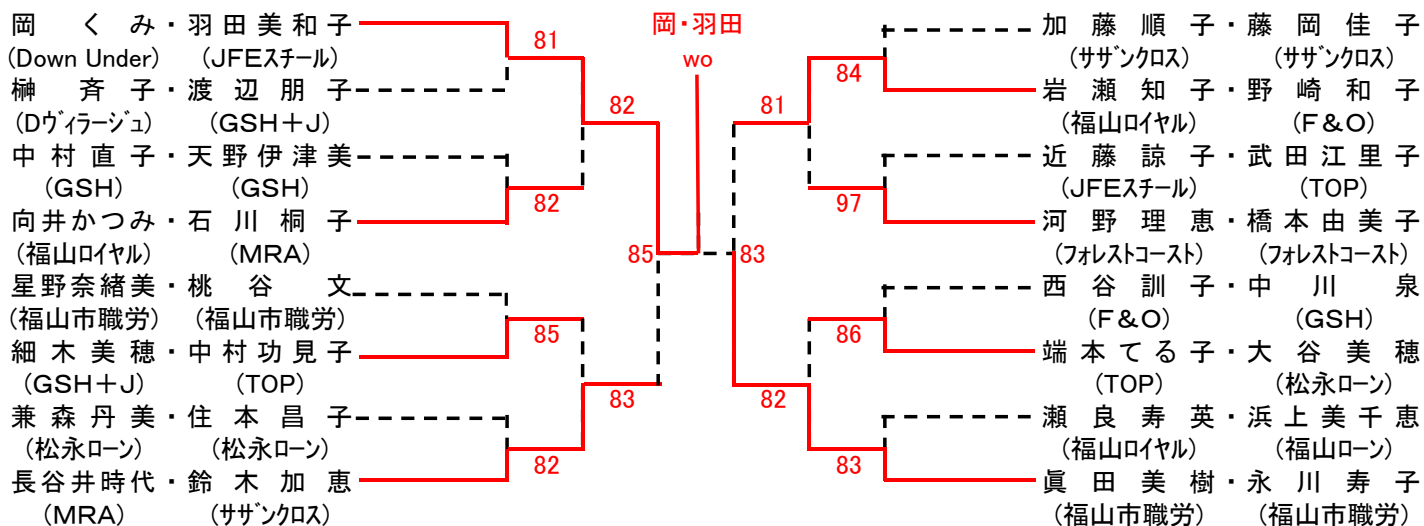 岡くみ・羽田美和子
(Down Under) (JFEスチール)
榊斉子・渡辺朋子
(Dヴィラージュ) (GSH+J)
中村直子・天野伊津美
(GSH) (GSH)
向井かつみ・石川桐子
(福山ロイヤル) (MRA)
星野奈緒美・桃谷文
(福山市職労) (福山市職労)
細木美穂・中村功見子
(GSH+J) (TOP)
兼森丹美・住本昌子
(松永ローン) (松永ローン)
長谷井時代・鈴木加恵
(MRA) (サザンクロス)
81
82
85
82
82
83
85
岡・羽田
wo
83
81
82
84
97
86
83
加藤順子・藤岡佳子
(サザンクロス) (サザンクロス)
岩瀬知子・野崎和子
(福山ロイヤル) (F&O)
近藤諒子・武田江里子
(JFEスチール) (TOP)
河野理恵・橋本由美子
(フォレストコースト) (フォレストコースト)
西谷訓子・中川泉
(F&O) (GSH)
端本てる子・大谷美穂
(TOP) (松永ローン)
瀬良寿英・浜上美千恵
(福山ロイヤル) (福山ローン)
眞田美樹・永川寿子
(福山市職労) (福山市職労)